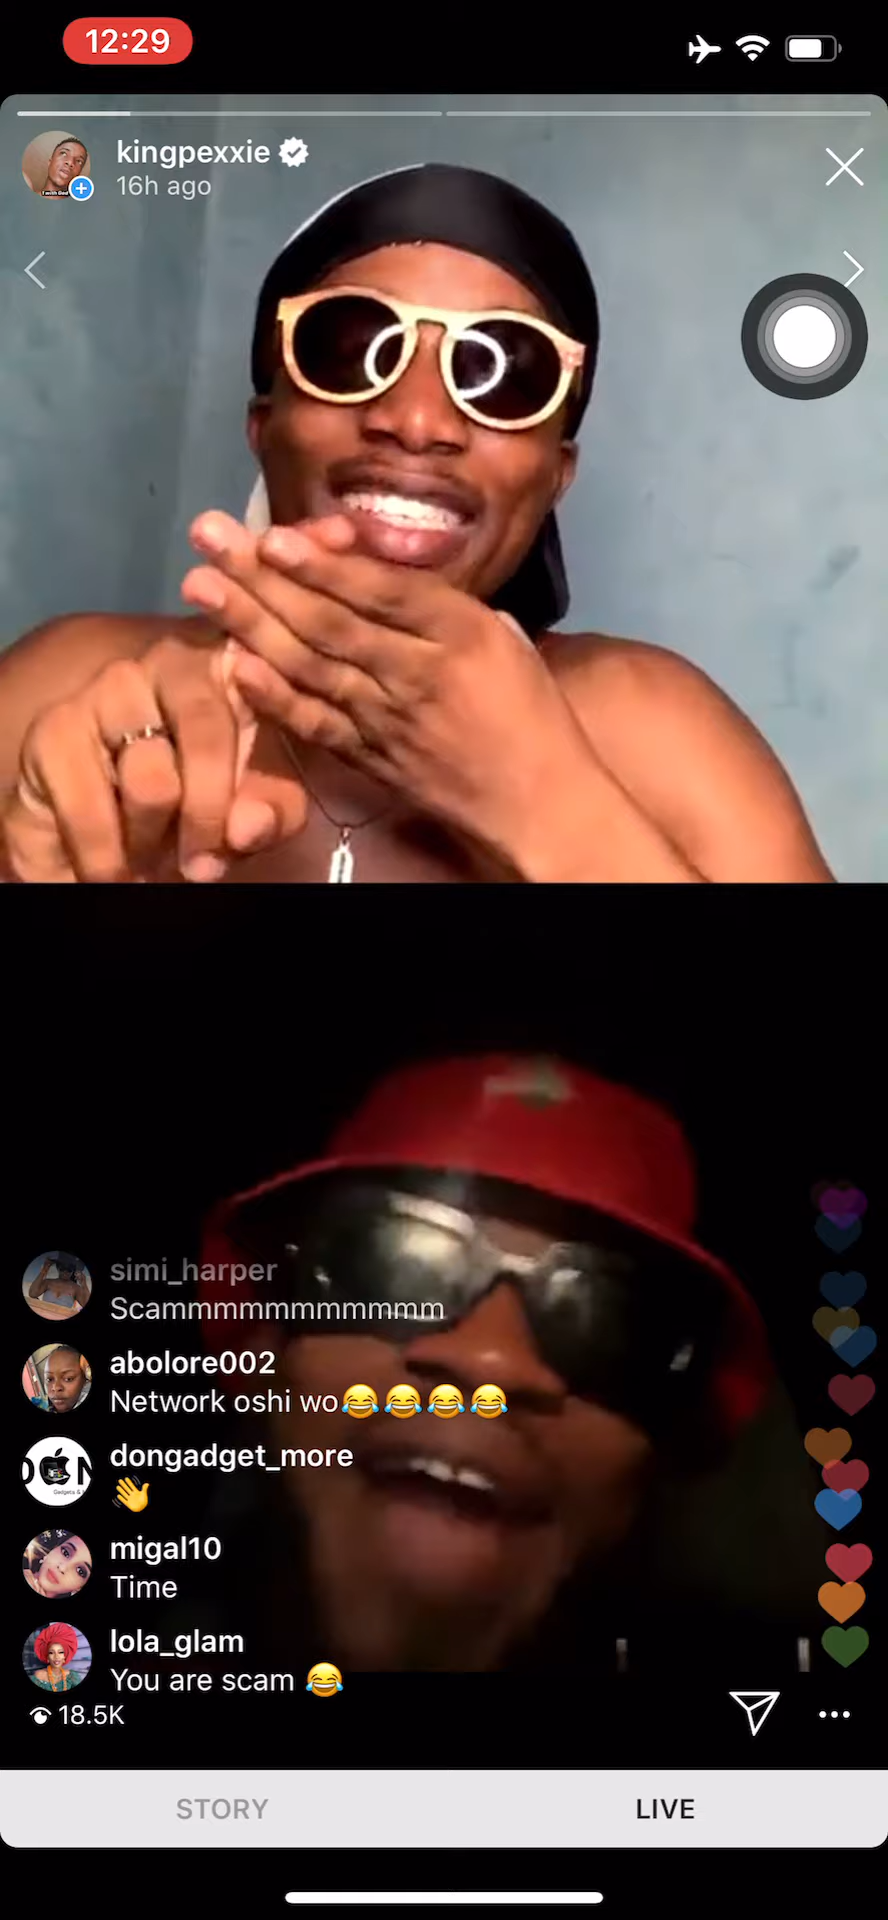 12:29
kingpexxie
16h ago
simi_harper
Scammmmmmmmmmm
abolore002
Network oshi wo😂😂😂😂
dongadget_more
👋
migal10
Time
lola_glam
You are scam 😂
18.5K
STORY
LIVE